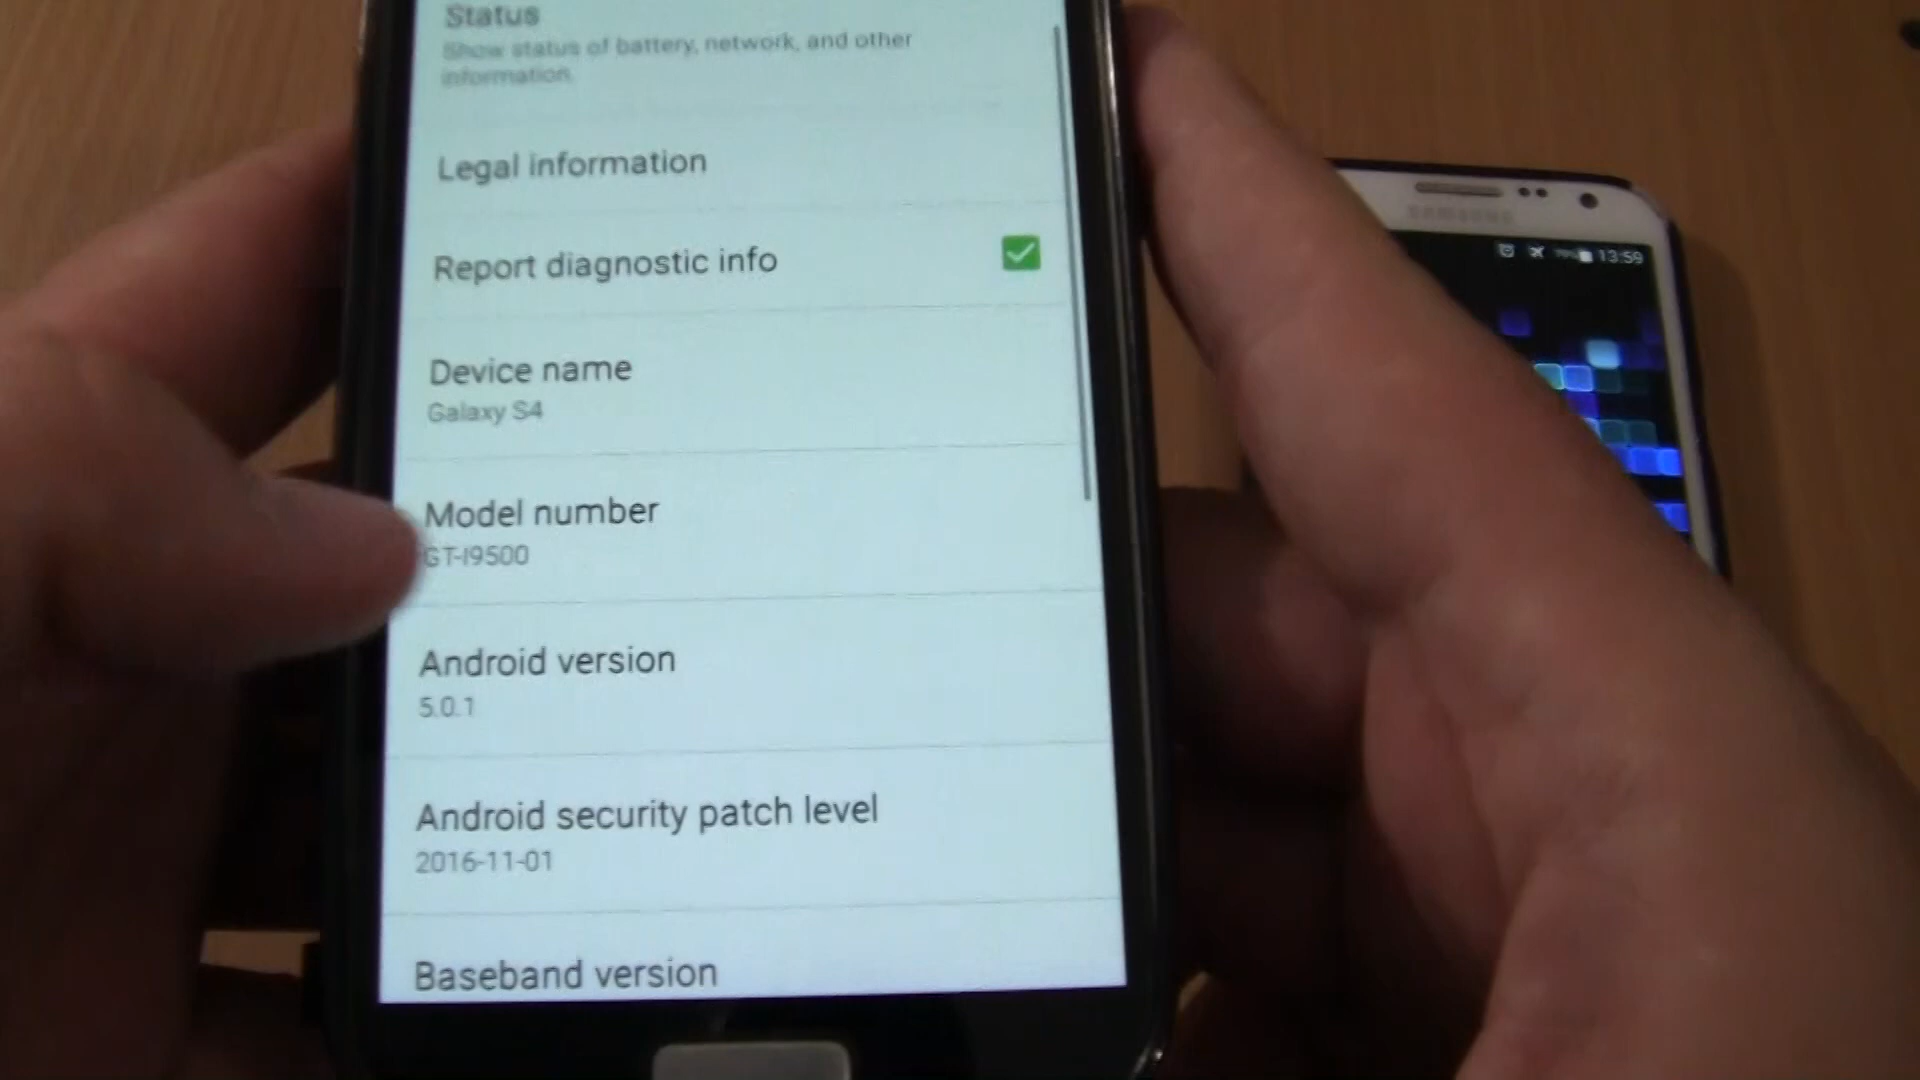 Status
Show status of battery, network, and other
information.
Legal information
Report diagnostic info
Device name
Galaxy S4
Model number
GT-I9500
Android version
5.0.1
Android security patch level
2016-11-01
Baseband version
SAMSUNG
13:59